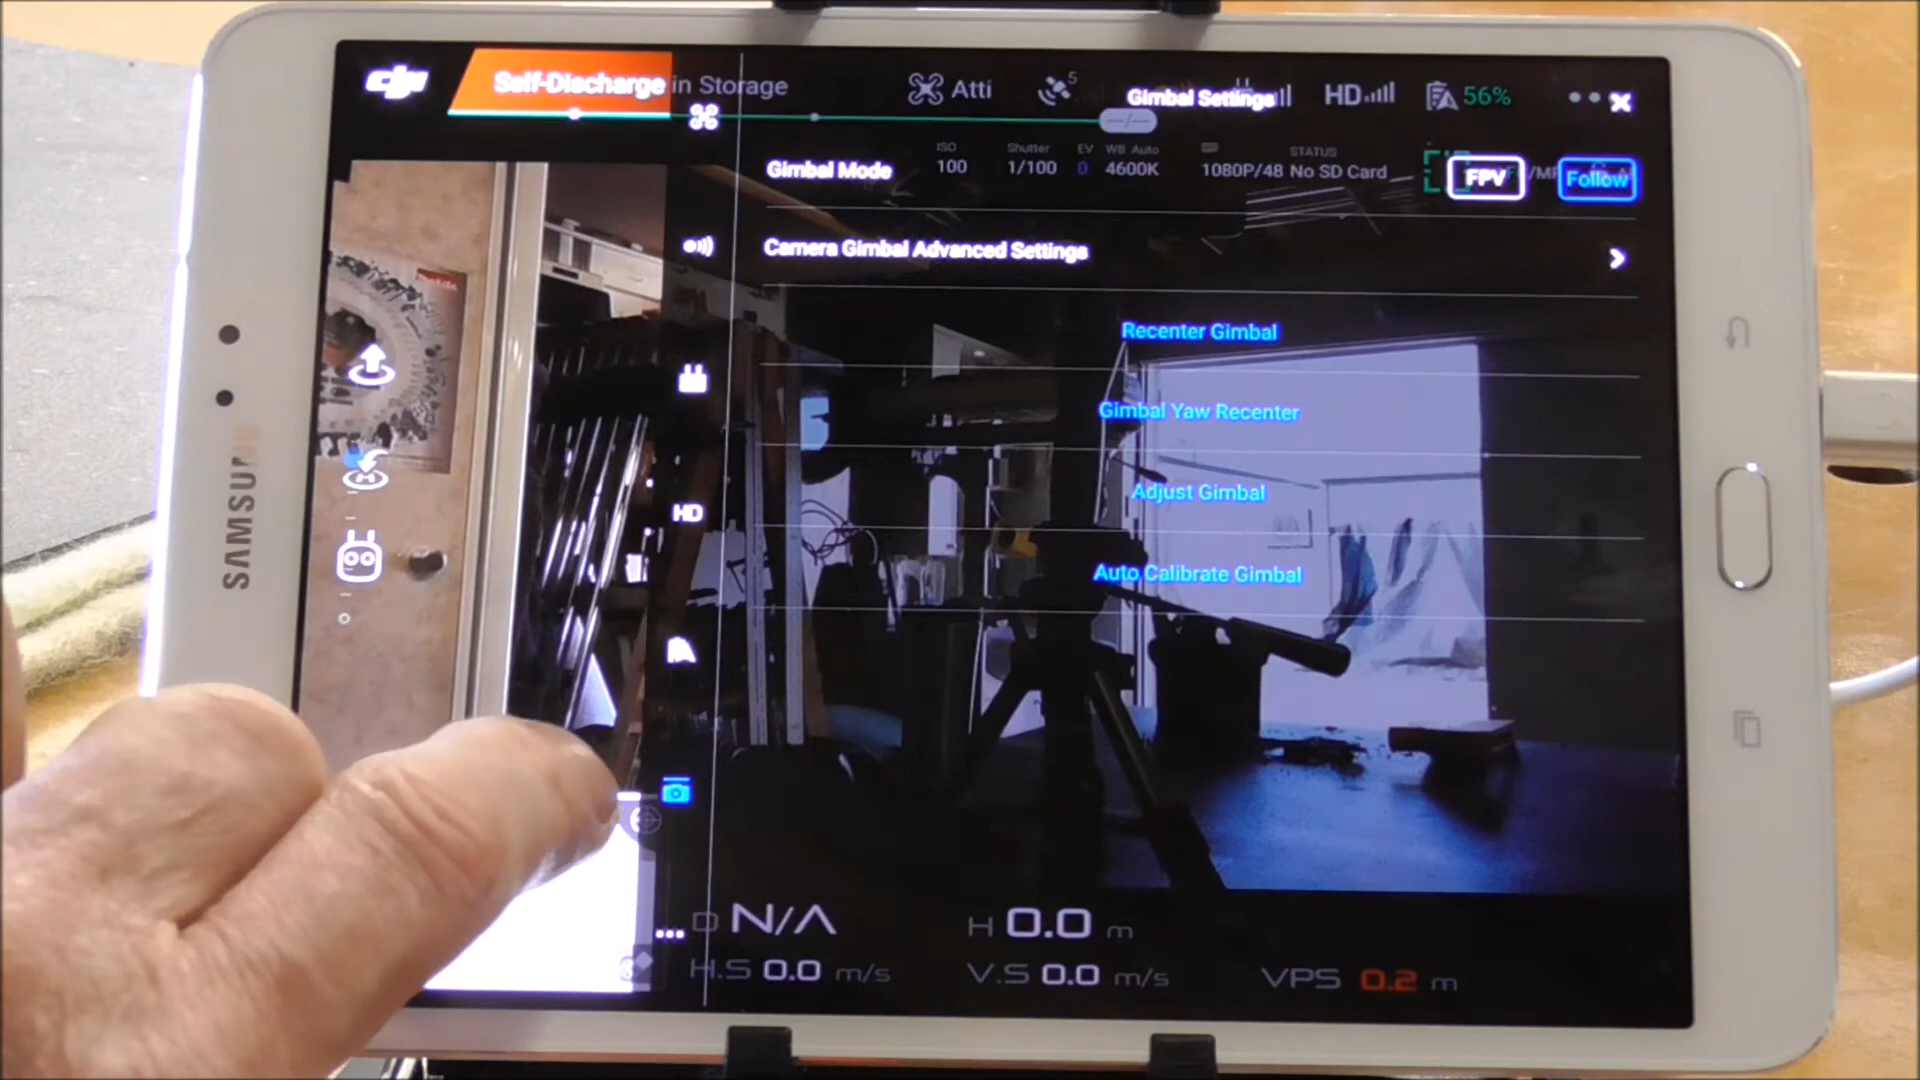 dji
Self-Discharge in Storage
Atti
5
Gimbal Settings
HD
56%
Gimbal Mode
ISO
100
Shutter
1/100
EV
0
WB Auto
4600K
1080P/48
STATUS
No SD Card
FPV
Follow
Camera Gimbal Advanced Settings
Recenter Gimbal
Gimbal Yaw Recenter
Adjust Gimbal
Auto Calibrate Gimbal
HD
SAMSUNG
D N/A
H 0.0 m
H.S 0.0 m/s
V.S 0.0 m/s
VPS 0.2 m